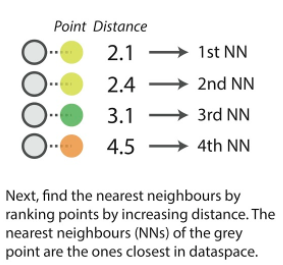 Point Distance
2.1 → 1st NN
2.4 → 2nd NN
3.1 → 3rd NN
4.5 → 4th NN
Next, find the nearest neighbours by
ranking points by increasing distance. The
nearest neighbours (NNs) of the grey
point are the ones closest in dataspace.